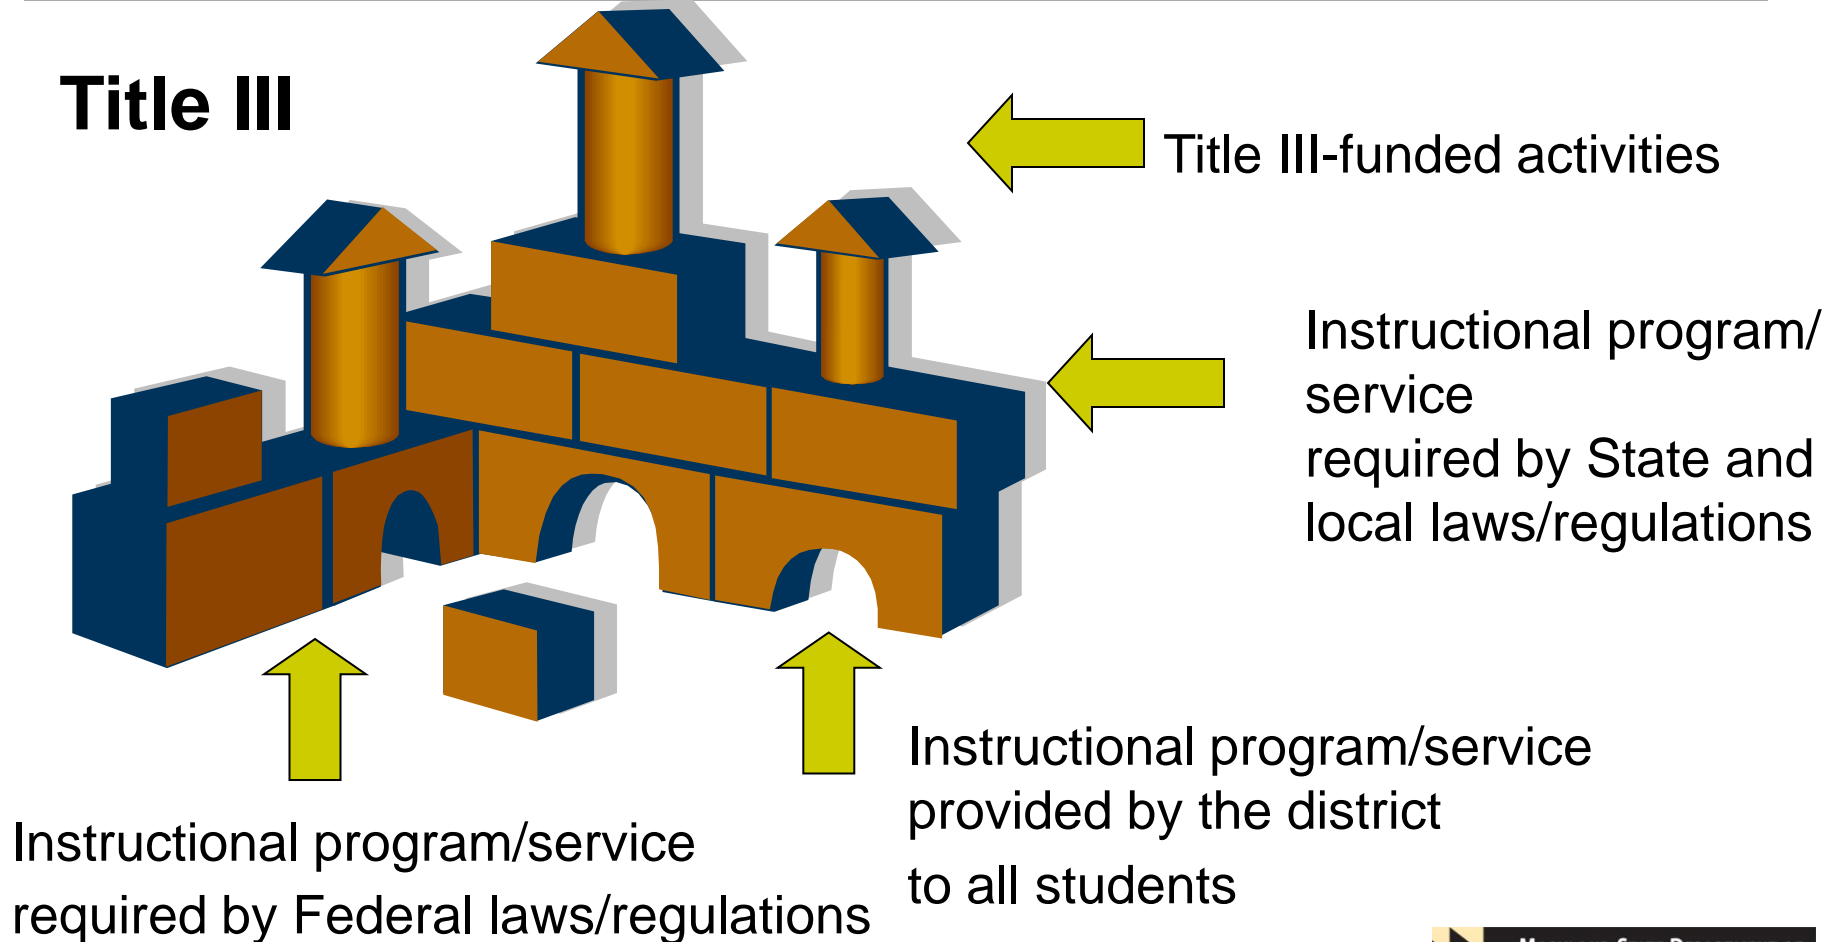 Title III
Title III-funded activities
Instructional program/
service
required by State and
local laws/regulations
Instructional program/service
provided by the district
to all students
Instructional program/service
required by Federal laws/regulations